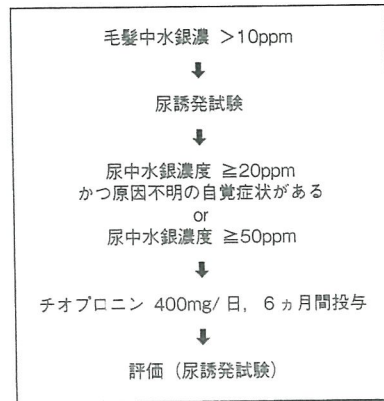 毛髪中水銀濃 >10ppm
⬇
尿誘発試験
⬇
尿中水銀濃度 ≧20ppm
かつ原因不明の自覚症状がある
or
尿中水銀濃度 ≧50ppm
⬇
チオプロニン 400mg/日, 6ヵ月間投与
⬇
評価(尿誘発試験)